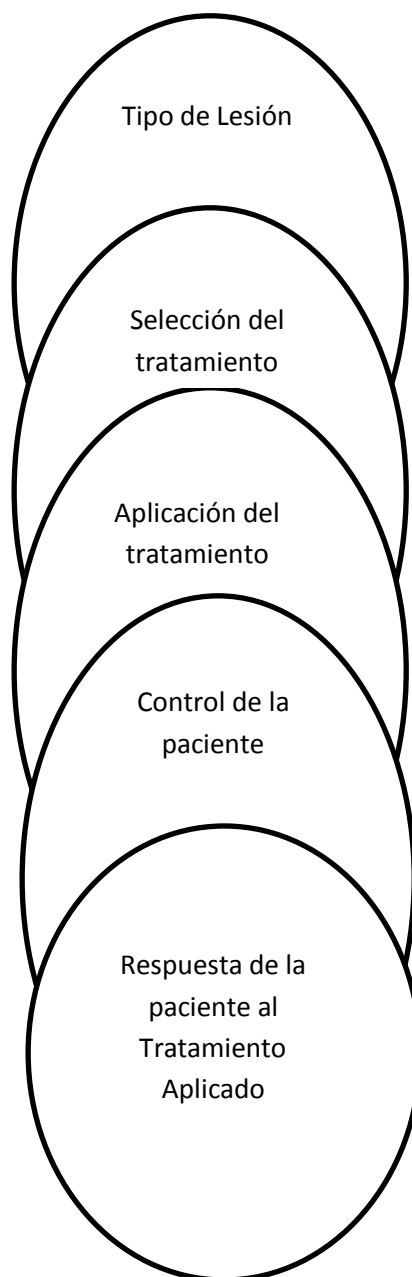 Tipo de Lesión
Selección del
tratamiento
Aplicación del
tratamiento
Control de la
paciente
Respuesta de la
paciente al
Tratamiento
Aplicado